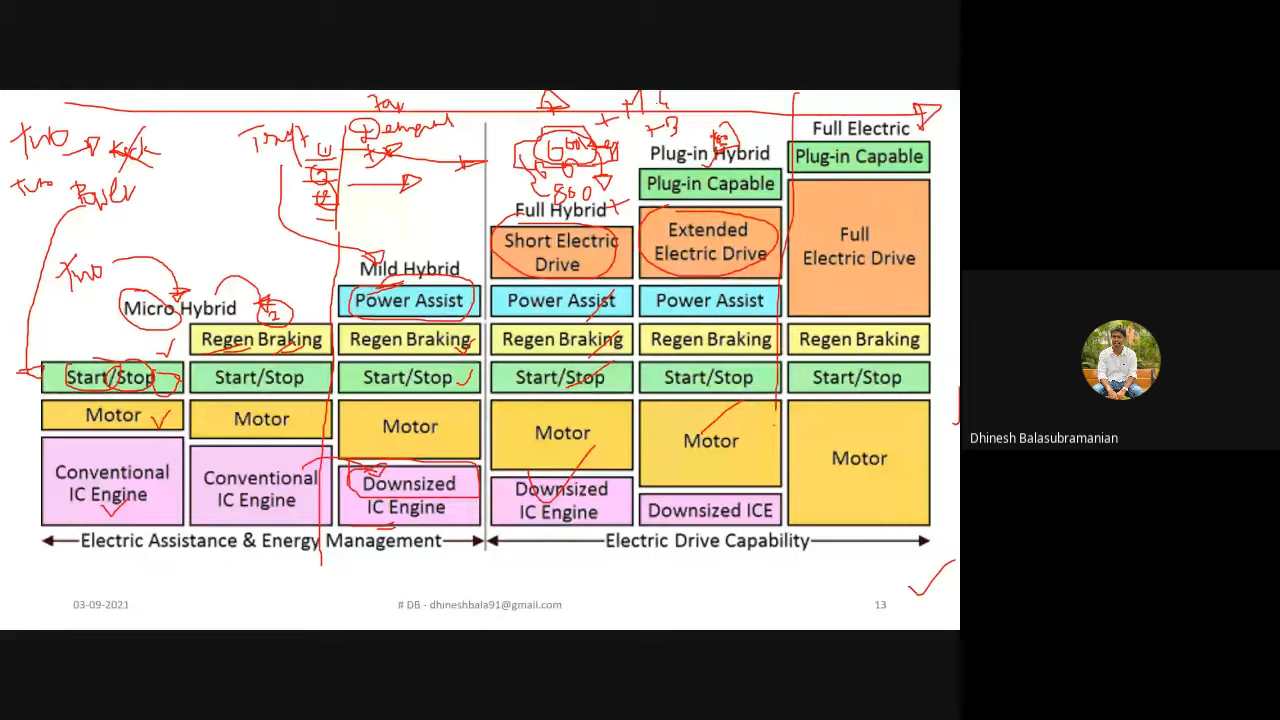 Full Electric
Plug-in Capable
Full
Electric Drive
Regen Braking
Start/Stop
Motor
Plug-in Hybrid
Plug-in Capable
Extended
Electric Drive
Power Assist
Regen Braking
Start/Stop
Motor
Downsized ICE
Full Hybrid
Short Electric
Drive
Power Assist
Regen Braking
Start/Stop
Motor
Downsized
IC Engine
Mild Hybrid
Power Assist
Regen Braking
Start/Stop
Motor
Downsized
IC Engine
Micro Hybrid
Regen Braking
Start/Stop
Motor
Conventional
IC Engine
Start/Stop
Motor
Conventional
IC Engine
Electric Assistance & Energy Management
Electric Drive Capability
Demand
800
03-09-2021
# DB - dhineshbala91@gmail.com
13
Dhinesh Balasubramanian